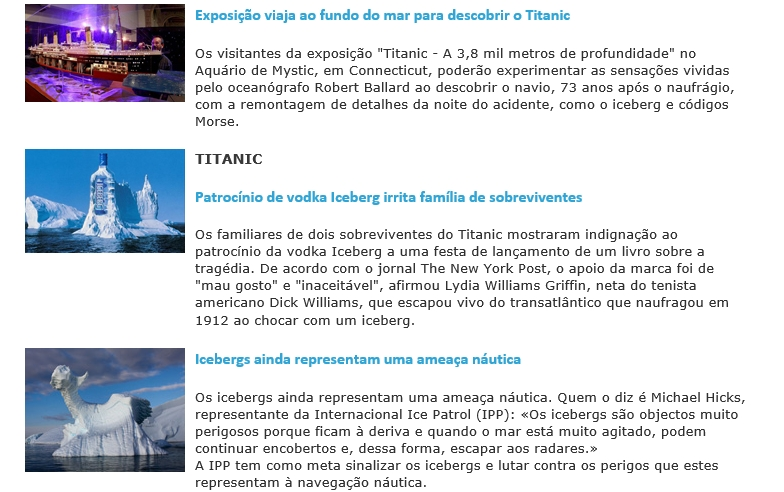 Exposição viaja ao fundo do mar para descobrir o Titanic
Os visitantes da exposição "Titanic - A 3,8 mil metros de profundidade" no
Aquário de Mystic, em Connecticut, poderão experimentar as sensações vividas
pelo oceanógrafo Robert Ballard ao descobrir o navio, 73 anos após o naufrágio,
com a remontagem de detalhes da noite do acidente, como o iceberg e códigos
Morse.
TITANIC
Patrocínio de vodka Iceberg irrita família de sobreviventes
Os familiares de dois sobreviventes do Titanic mostraram indignação ao
patrocínio da vodka Iceberg a uma festa de lançamento de um livro sobre a
tragédia. De acordo com o jornal The New York Post, o apoio da marca foi de
"mau gosto" e "inaceitável", afirmou Lydia Williams Griffin, neta do tenista
americano Dick Williams, que escapou vivo do transatlântico que naufragou em
1912 ao chocar com um iceberg.
Icebergs ainda representam uma ameaça náutica
Os icebergs ainda representam uma ameaça náutica. Quem o diz é Michael Hicks,
representante da Internacional Ice Patrol (IPP): «Os icebergs são objectos muito
perigosos porque ficam à deriva e quando o mar está muito agitado, podem
continuar encobertos e, dessa forma, escapar aos radares.»
A IPP tem como meta sinalizar os icebergs e lutar contra os perigos que estes
representam à navegação náutica.